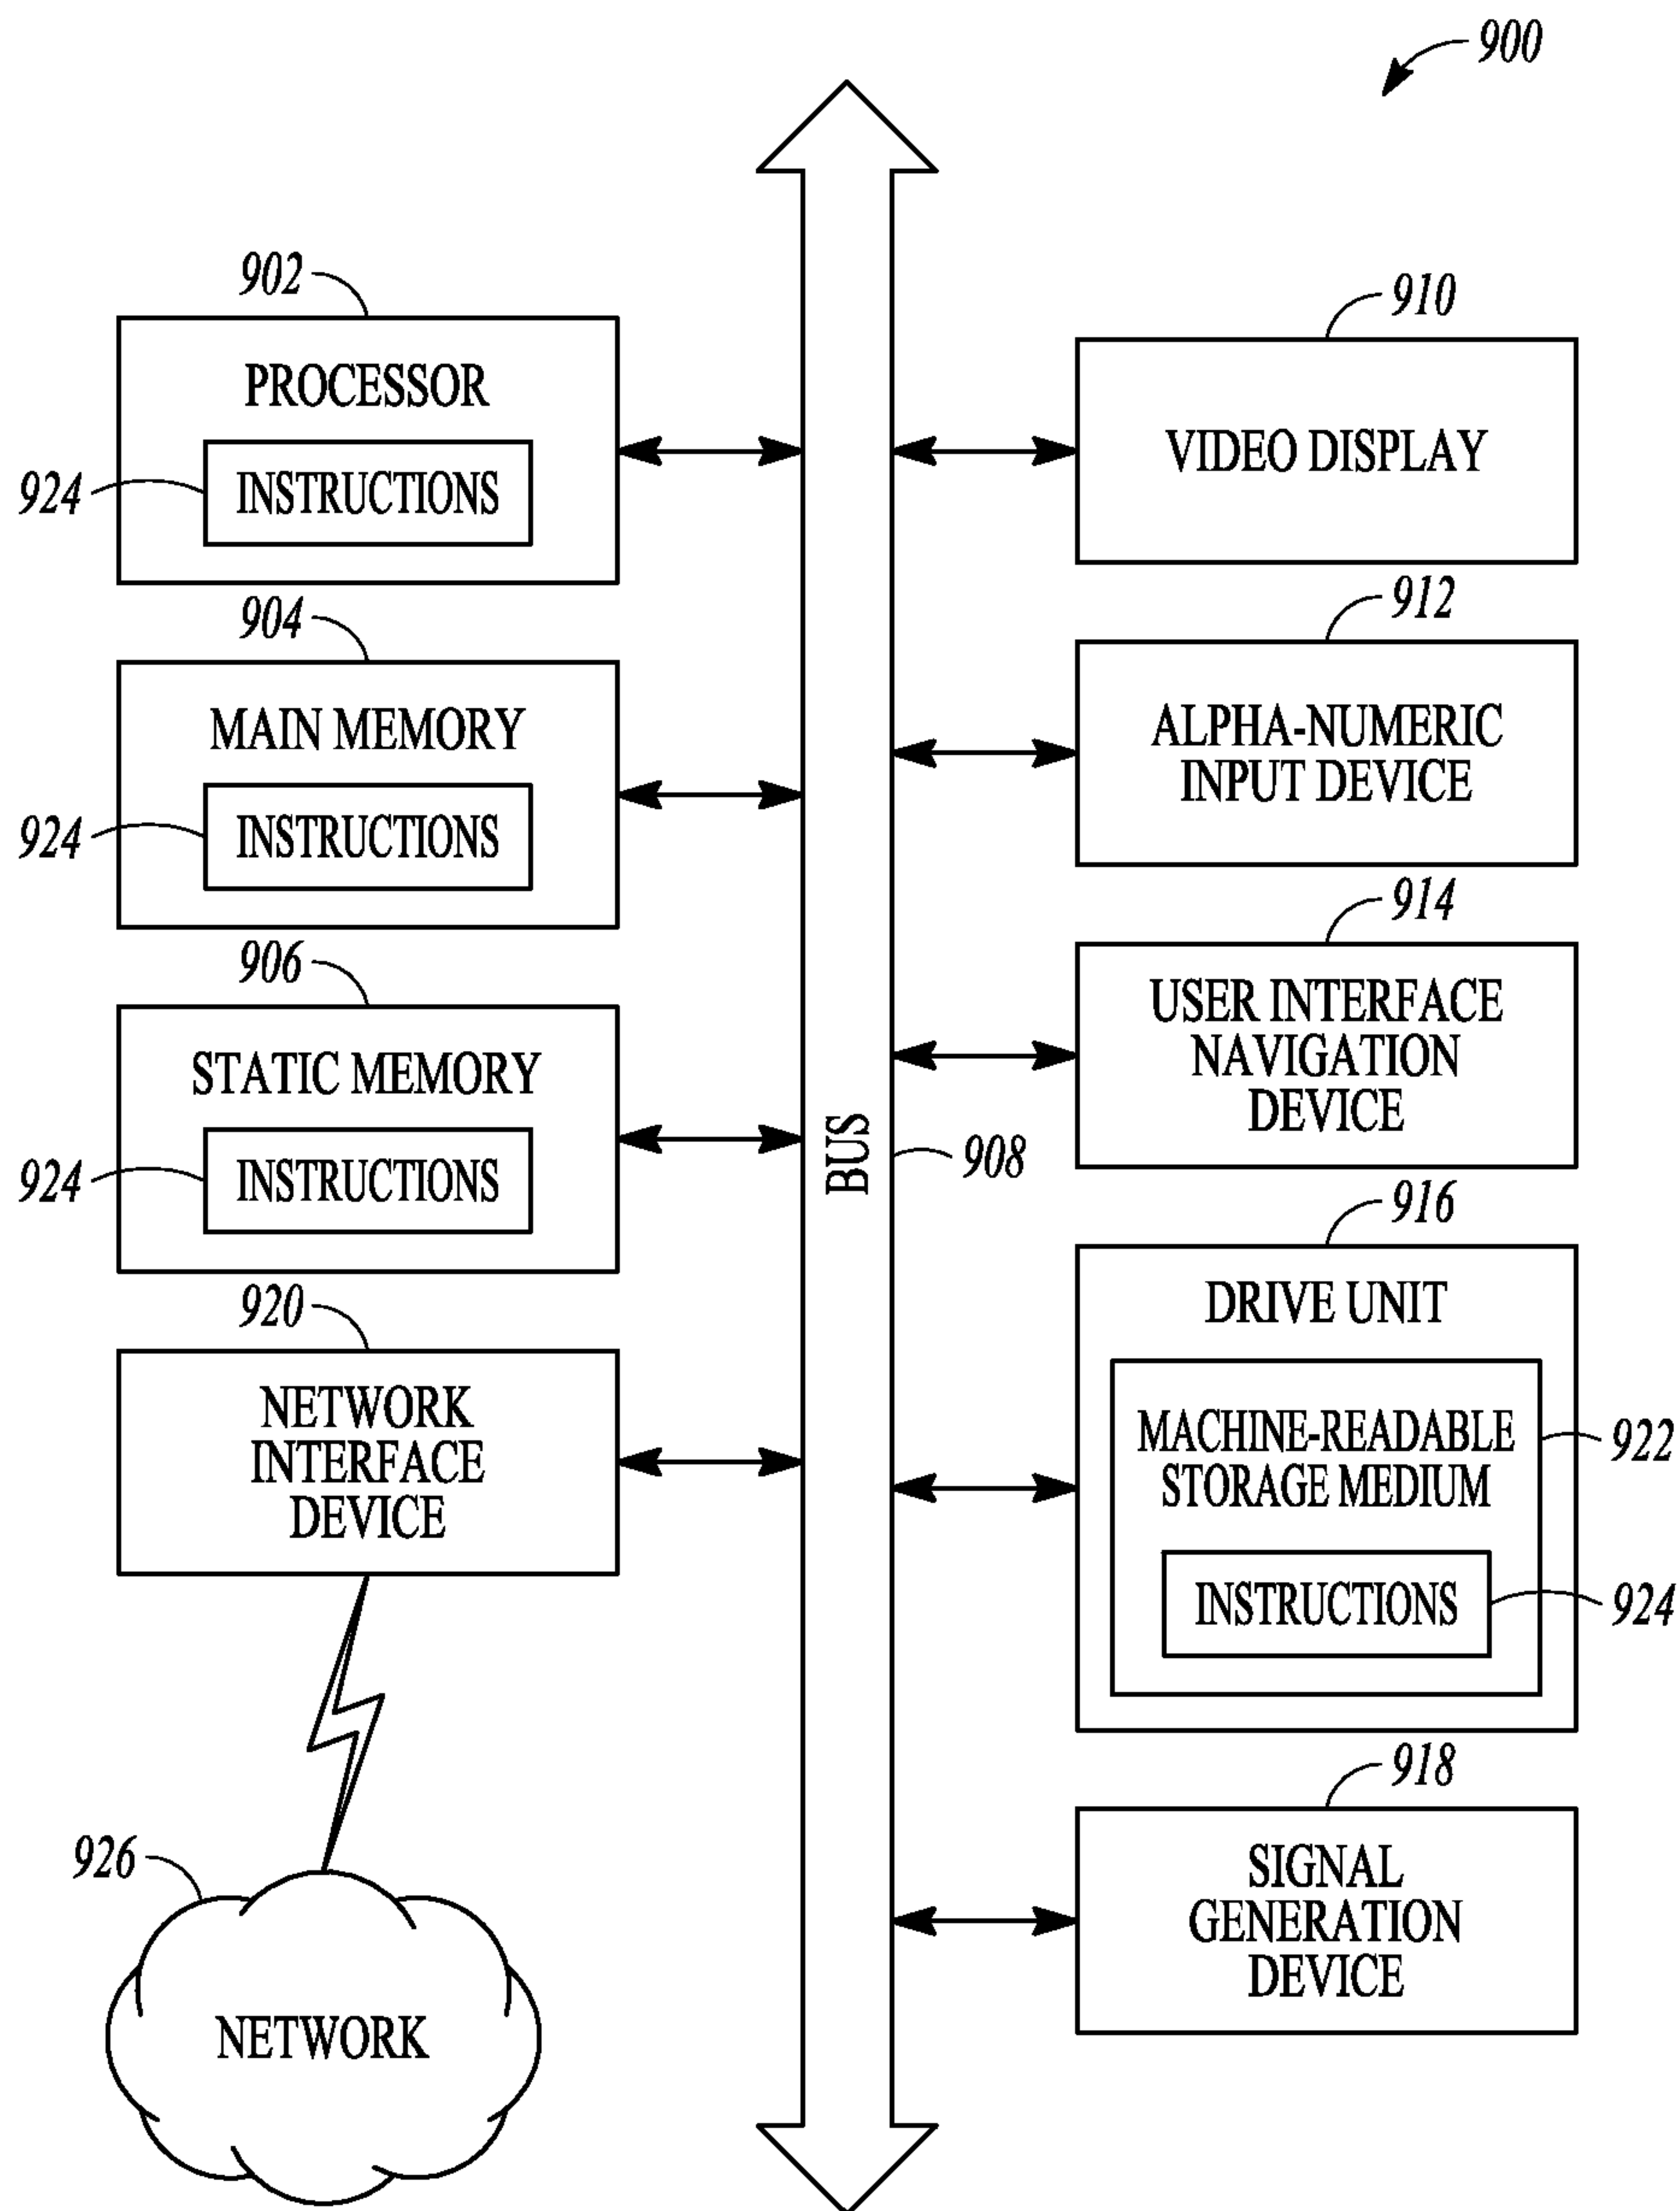 900
902
PROCESSOR
924
INSTRUCTIONS
904
MAIN MEMORY
924
INSTRUCTIONS
906
STATIC MEMORY
924
INSTRUCTIONS
920
NETWORK
INTERFACE
DEVICE
926
NETWORK
BUS
908
910
VIDEO DISPLAY
912
ALPHA-NUMERIC
INPUT DEVICE
914
USER INTERFACE
NAVIGATION
DEVICE
916
DRIVE UNIT
MACHINE-READABLE
STORAGE MEDIUM
922
INSTRUCTIONS
924
918
SIGNAL
GENERATION
DEVICE